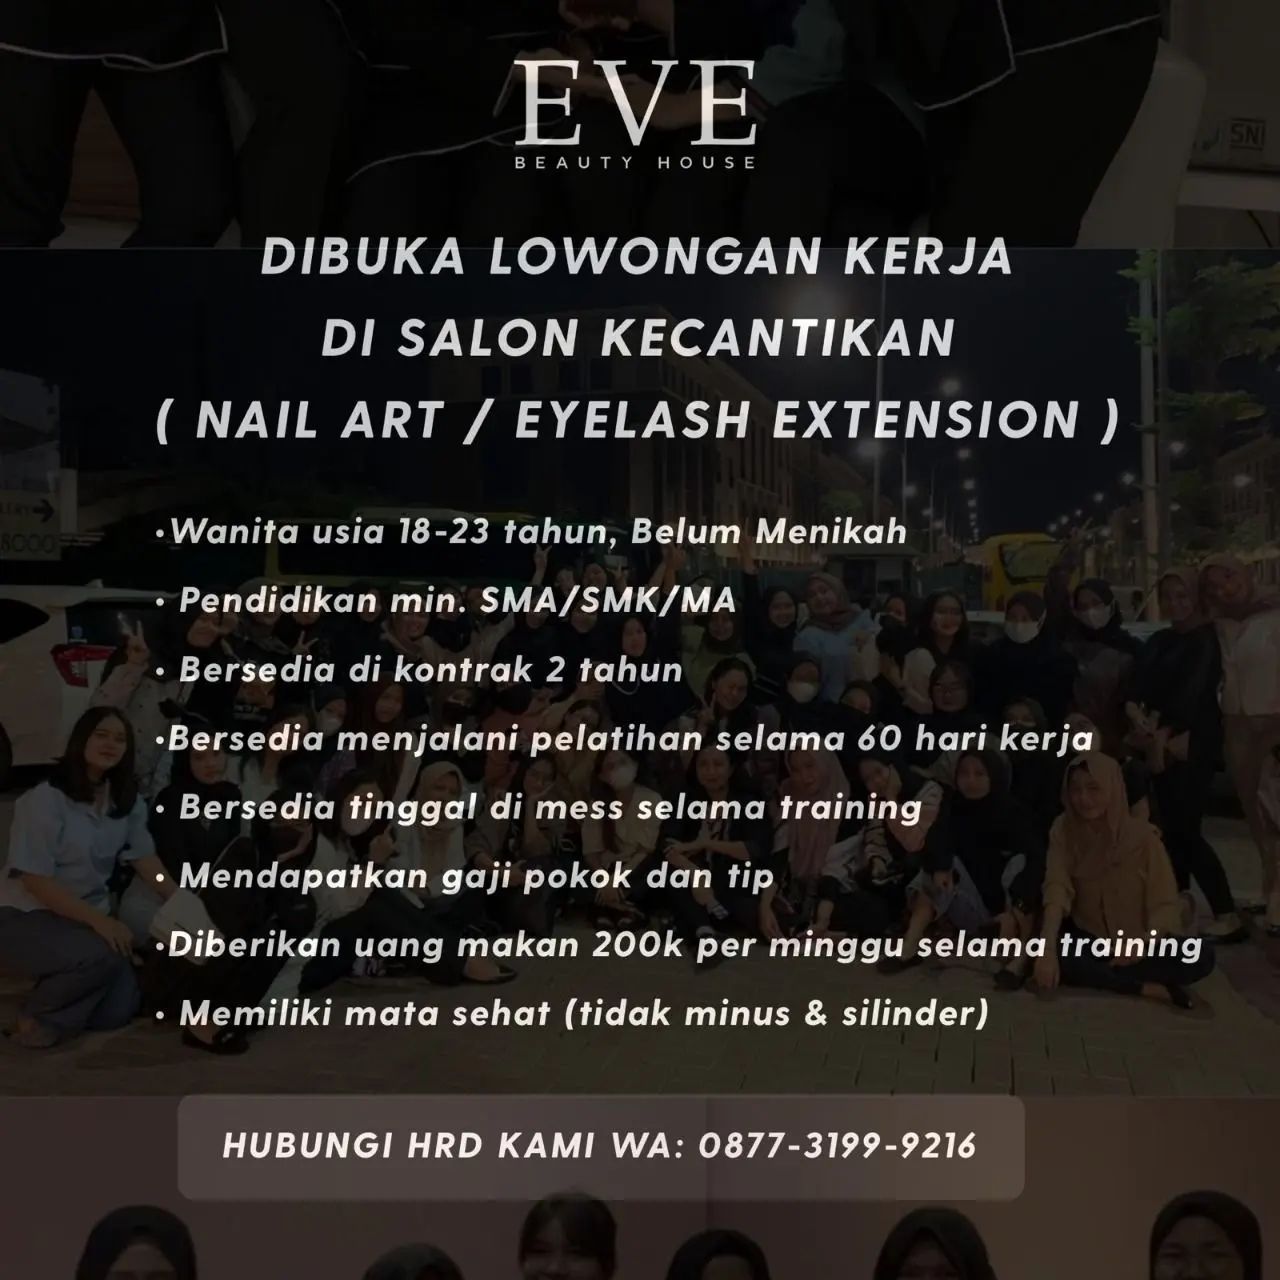 EVE
BEAUTY HOUSE
SNI
DIBUKA LOWONGAN KERJA
DI SALON KECANTIKAN
( NAIL ART / EYELASH EXTENSION )
•Wanita usia 18-23 tahun, Belum Menikah
• Pendidikan min. SMA/SMK/MA
• Bersedia di kontrak 2 tahun
•Bersedia menjalani pelatihan selama 60 hari kerja
• Bersedia tinggal di mess selama training
• Mendapatkan gaji pokok dan tip
•Diberikan uang makan 200k per minggu selama training
• Memiliki mata sehat (tidak minus & silinder)
8000
HUBUNGI HRD KAMI WA: 0877-3199-9216